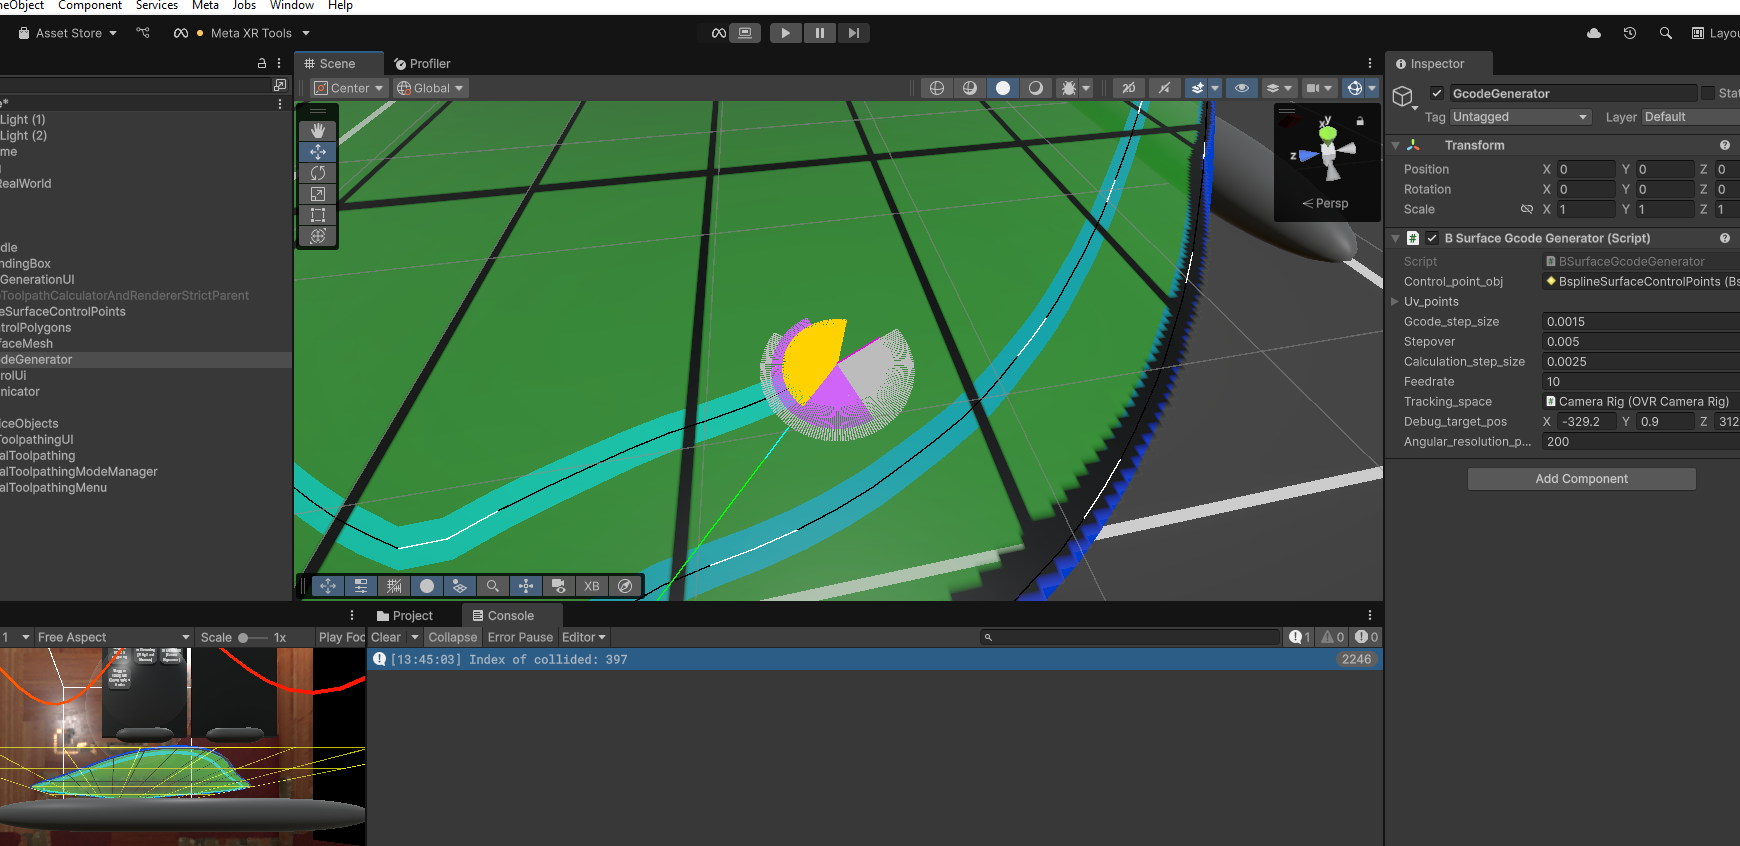 neObject Component Services Meta Jobs Window Help
Asset Store Meta XR Tools Layou
Scene Profiler Inspector
Center Global 2D
e*
Light (1)
Light (2)
me
RealWorld
dle
ndingBox
GenerationUI
eToolpathCalculatorAndRendererStrictParent
eSurfaceControlPoints
trolPolygons
faceMesh
deGenerator
rolUi
nicator
iceObjects
ToolpathingUI
alToolpathing
alToolpathingModeManager
alToolpathingMenu
y
x
z
Persp
XB
GcodeGenerator Stat
Tag Untagged Layer Default
Transform
Position X 0 Y 0 Z 0
Rotation X 0 Y 0 Z 0
Scale X 1 Y 1 Z 1
# B Surface Gcode Generator (Script)
Script BSurfaceGcodeGenerator
Control_point_obj BsplineSurfaceControlPoints (Bs
Uv_points
Gcode_step_size 0.0015
Stepover 0.005
Calculation_step_size 0.0025
Feedrate 10
Tracking_space Camera Rig (OVR Camera Rig)
Debug_target_pos X -329.2 Y 0.9 Z 312
Angular_resolution_p... 200
Add Component
Project Console
1 Free Aspect Scale 1x Play Foc
Clear Collapse Error Pause Editor 1 0 0
[13:45:03] Index of collided: 397 2246